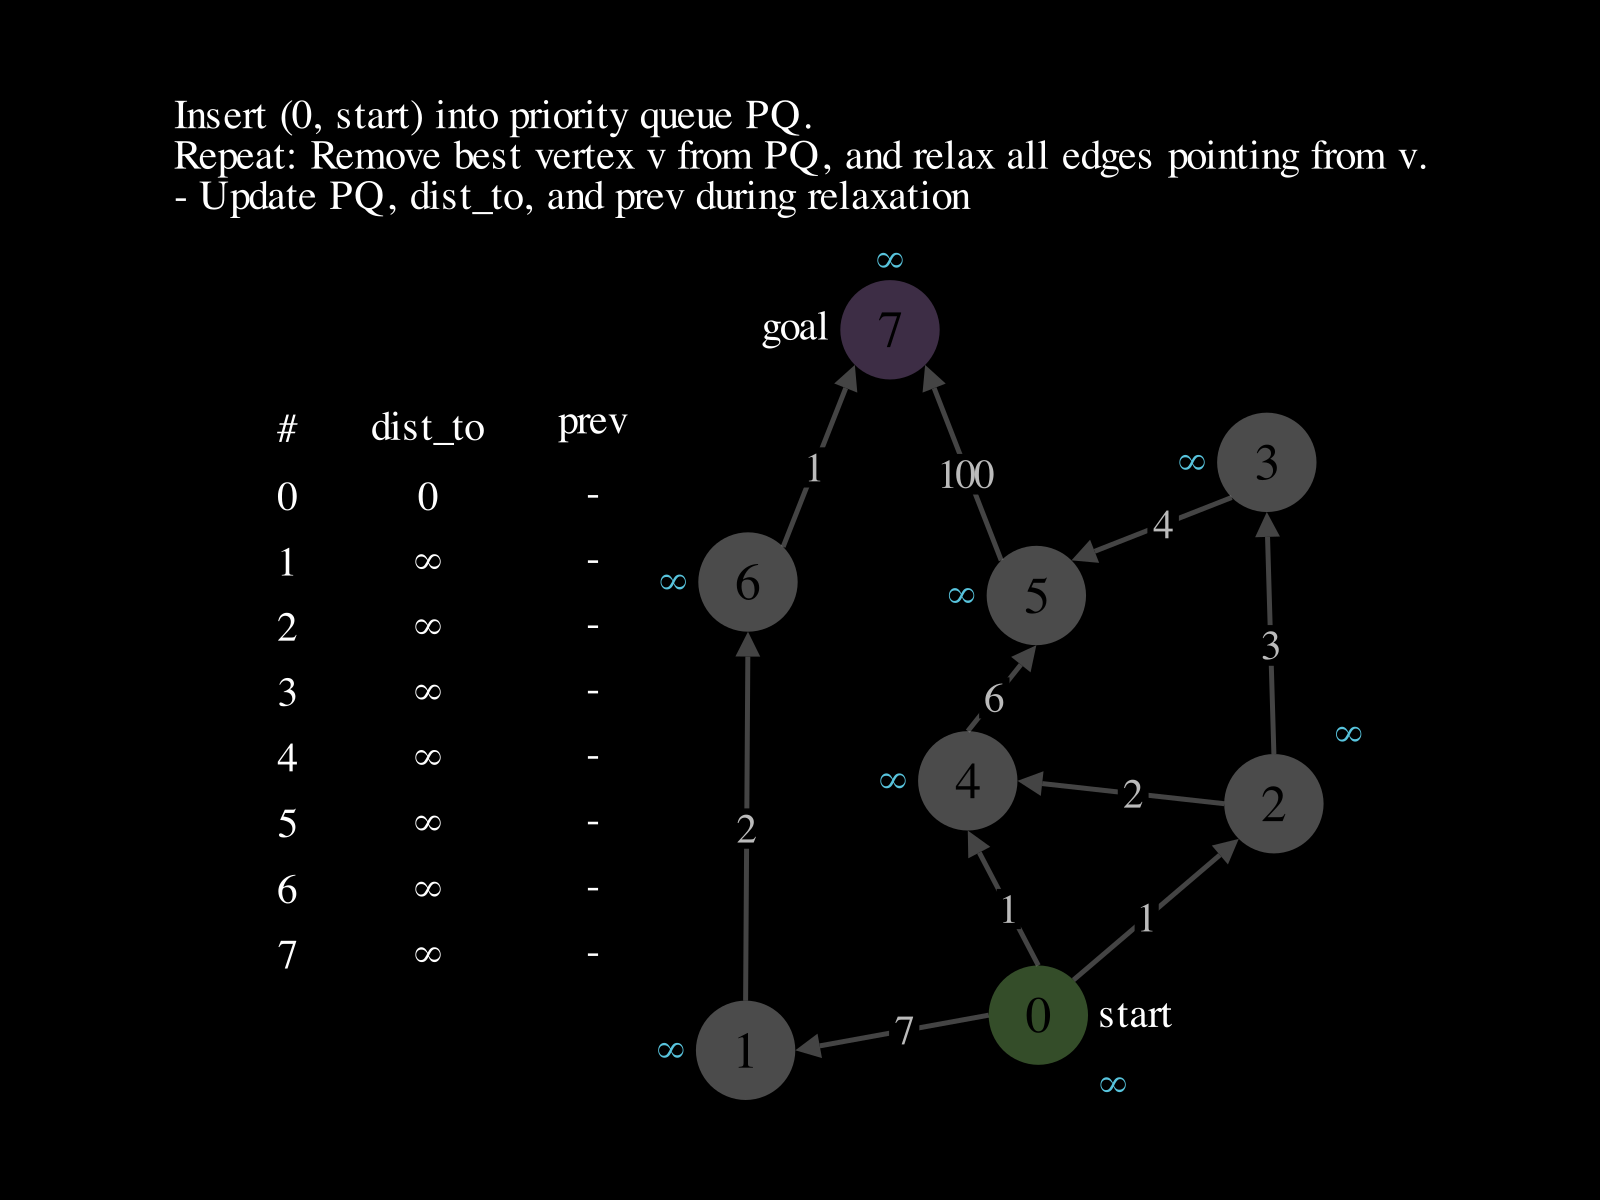 Insert (0, start) into priority queue PQ.
Repeat: Remove best vertex v from PQ, and relax all edges pointing from v.
- Update PQ, dist_to, and prev during relaxation
# dist_to prev
0 0 -
1 ∞ -
2 ∞ -
3 ∞ -
4 ∞ -
5 ∞ -
6 ∞ -
7 ∞ -
∞
goal 7
1
100
∞ 3
4
∞ 6
∞ 5
3
6
∞
∞ 4
2
2
2
1
1
0 start
7
∞ 1
∞